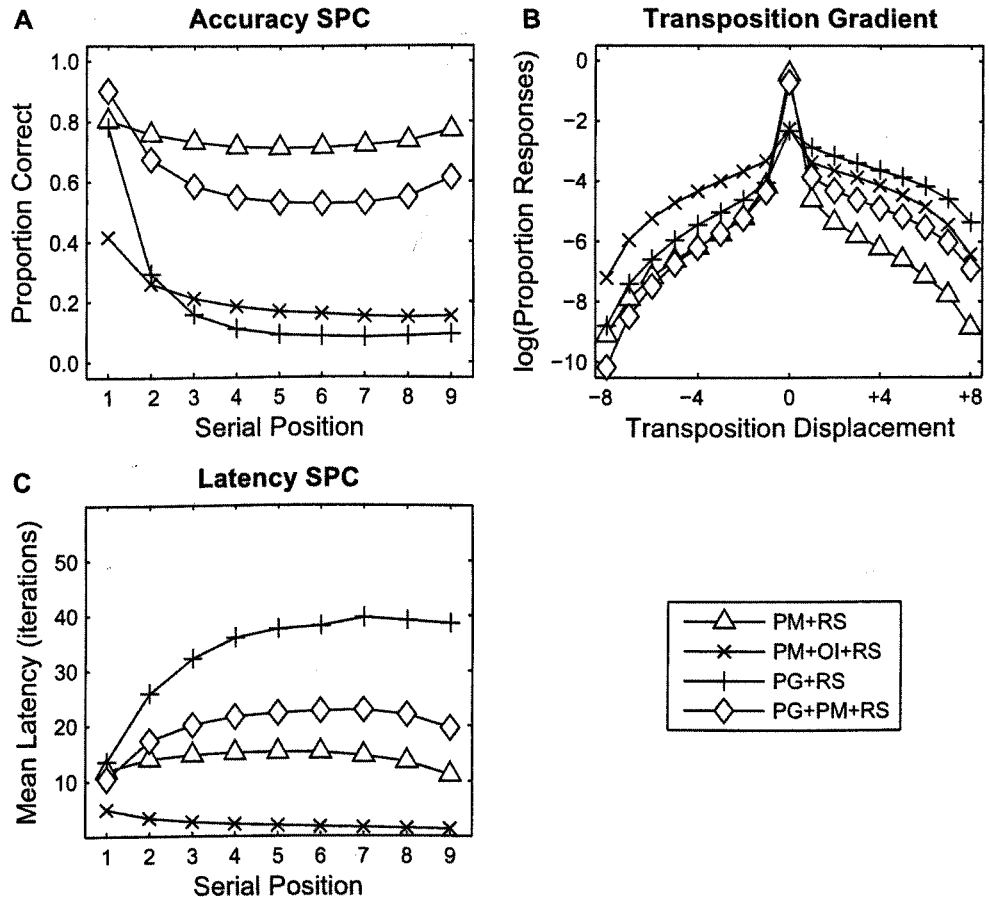 A Accuracy SPC
Proportion Correct
1.0
0.8
0.6
0.4
0.2
0.0
1 2 3 4 5 6 7 8 9
Serial Position
B Transposition Gradient
log(Proportion Responses)
0
−2
−4
−6
−8
−10
−8 −4 0 +4 +8
Transposition Displacement
C Latency SPC
Mean Latency (iterations)
50
40
30
20
10
1 2 3 4 5 6 7 8 9
Serial Position
PM+RS
PM+OI+RS
PG+RS
PG+PM+RS